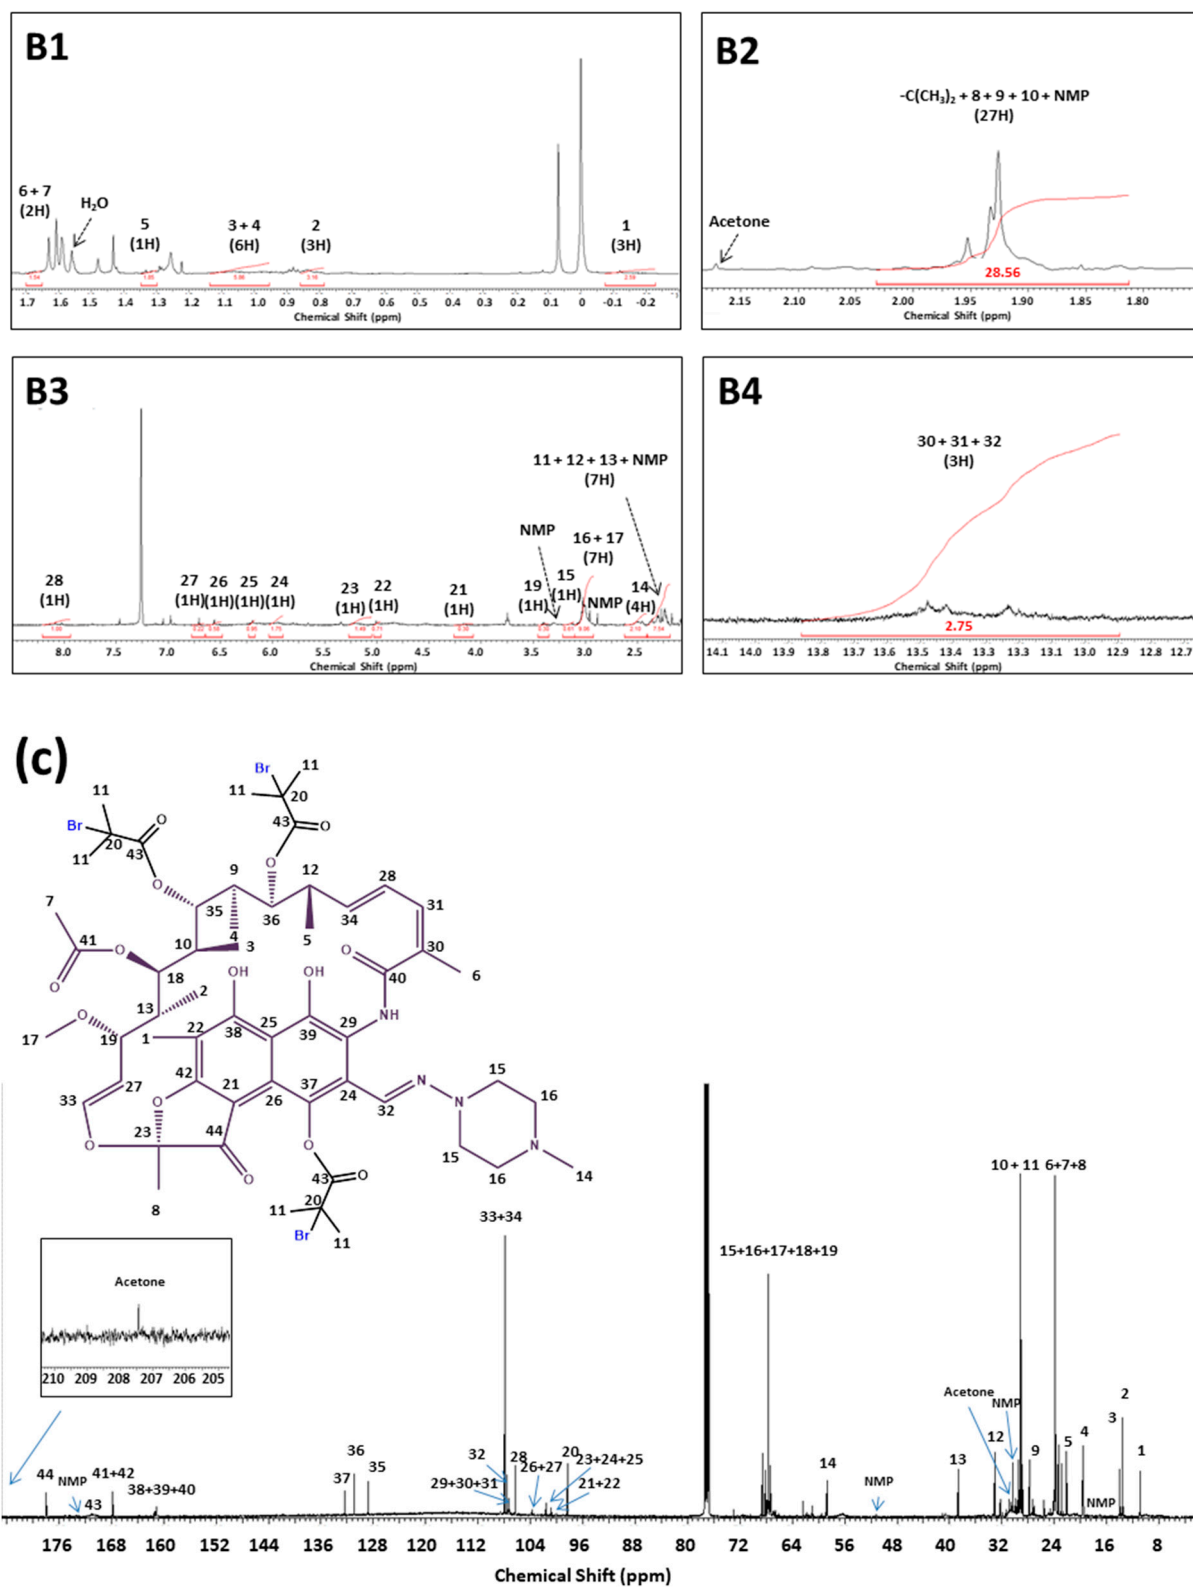 B1
6 + 7
(2H)
H₂O
5
(1H)
3 + 4
(6H)
2
(3H)
1
(3H)
1.7 1.6 1.5 1.4 1.3 1.2 1.1 1.0 0.9 0.8 0.7 0.6 0.5 0.4 0.3 0.2 0.1 0 -0.1 -0.2
Chemical Shift (ppm)
B2
-C(CH₃)₂ + 8 + 9 + 10 + NMP
(27H)
Acetone
28.56
2.15 2.10 2.05 2.00 1.95 1.90 1.85 1.80
Chemical Shift (ppm)
B3
11 + 12 + 13 + NMP
(7H)
NMP
16 + 17
(7H)
28
(1H)
27
(1H)
26
(1H)
25
(1H)
24
(1H)
23
(1H)
22
(1H)
21
(1H)
19
(1H)
15
(1H)
NMP
14
(4H)
8.0 7.5 7.0 6.5 6.0 5.5 5.0 4.5 4.0 3.5 3.0 2.5
Chemical Shift (ppm)
B4
30 + 31 + 32
(3H)
2.75
14.1 14.0 13.9 13.8 13.7 13.6 13.5 13.4 13.3 13.2 13.1 13.0 12.9 12.8 12.7
Chemical Shift (ppm)
(c)
Br 11
11 11 20
Br 20 O 43 O
11 43 O
O 9 12 28
7 35 36 34 31
41 O 10 4 3 5 30
O 18 OH OH O 40 6
13 2 NH
O 22 38 25 39 29
17 19 1 15
27 42 21 26 37 24 N 16
33 O 32 N
O 23 44 O O 15 N 14
16
8 43 O
11 20
Br 11
33+34
15+16+17+18+19
10 + 11 6+7+8
Acetone
210 209 208 207 206 205
44 NMP 43 41 + 42 38+39+40
37 36 35
32 29+30+31 28 26 + 27 20 23+24+25 21 + 22
14 NMP 13 Acetone 12 NMP 9 5 4 NMP 3 2 1
176 168 160 152 144 136 128 120 112 104 96 88 80 72 64 56 48 40 32 24 16 8
Chemical Shift (ppm)